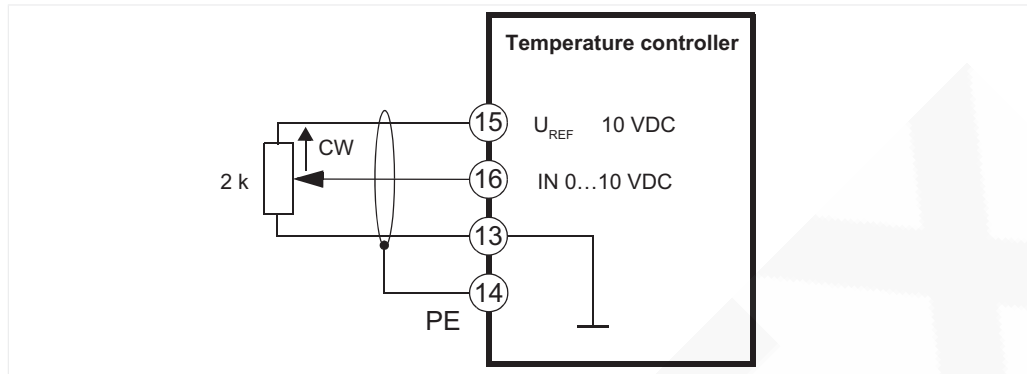 Temperature controller
15 U_REF 10 VDC
CW
2 k
16 IN 0…10 VDC
13
14
PE